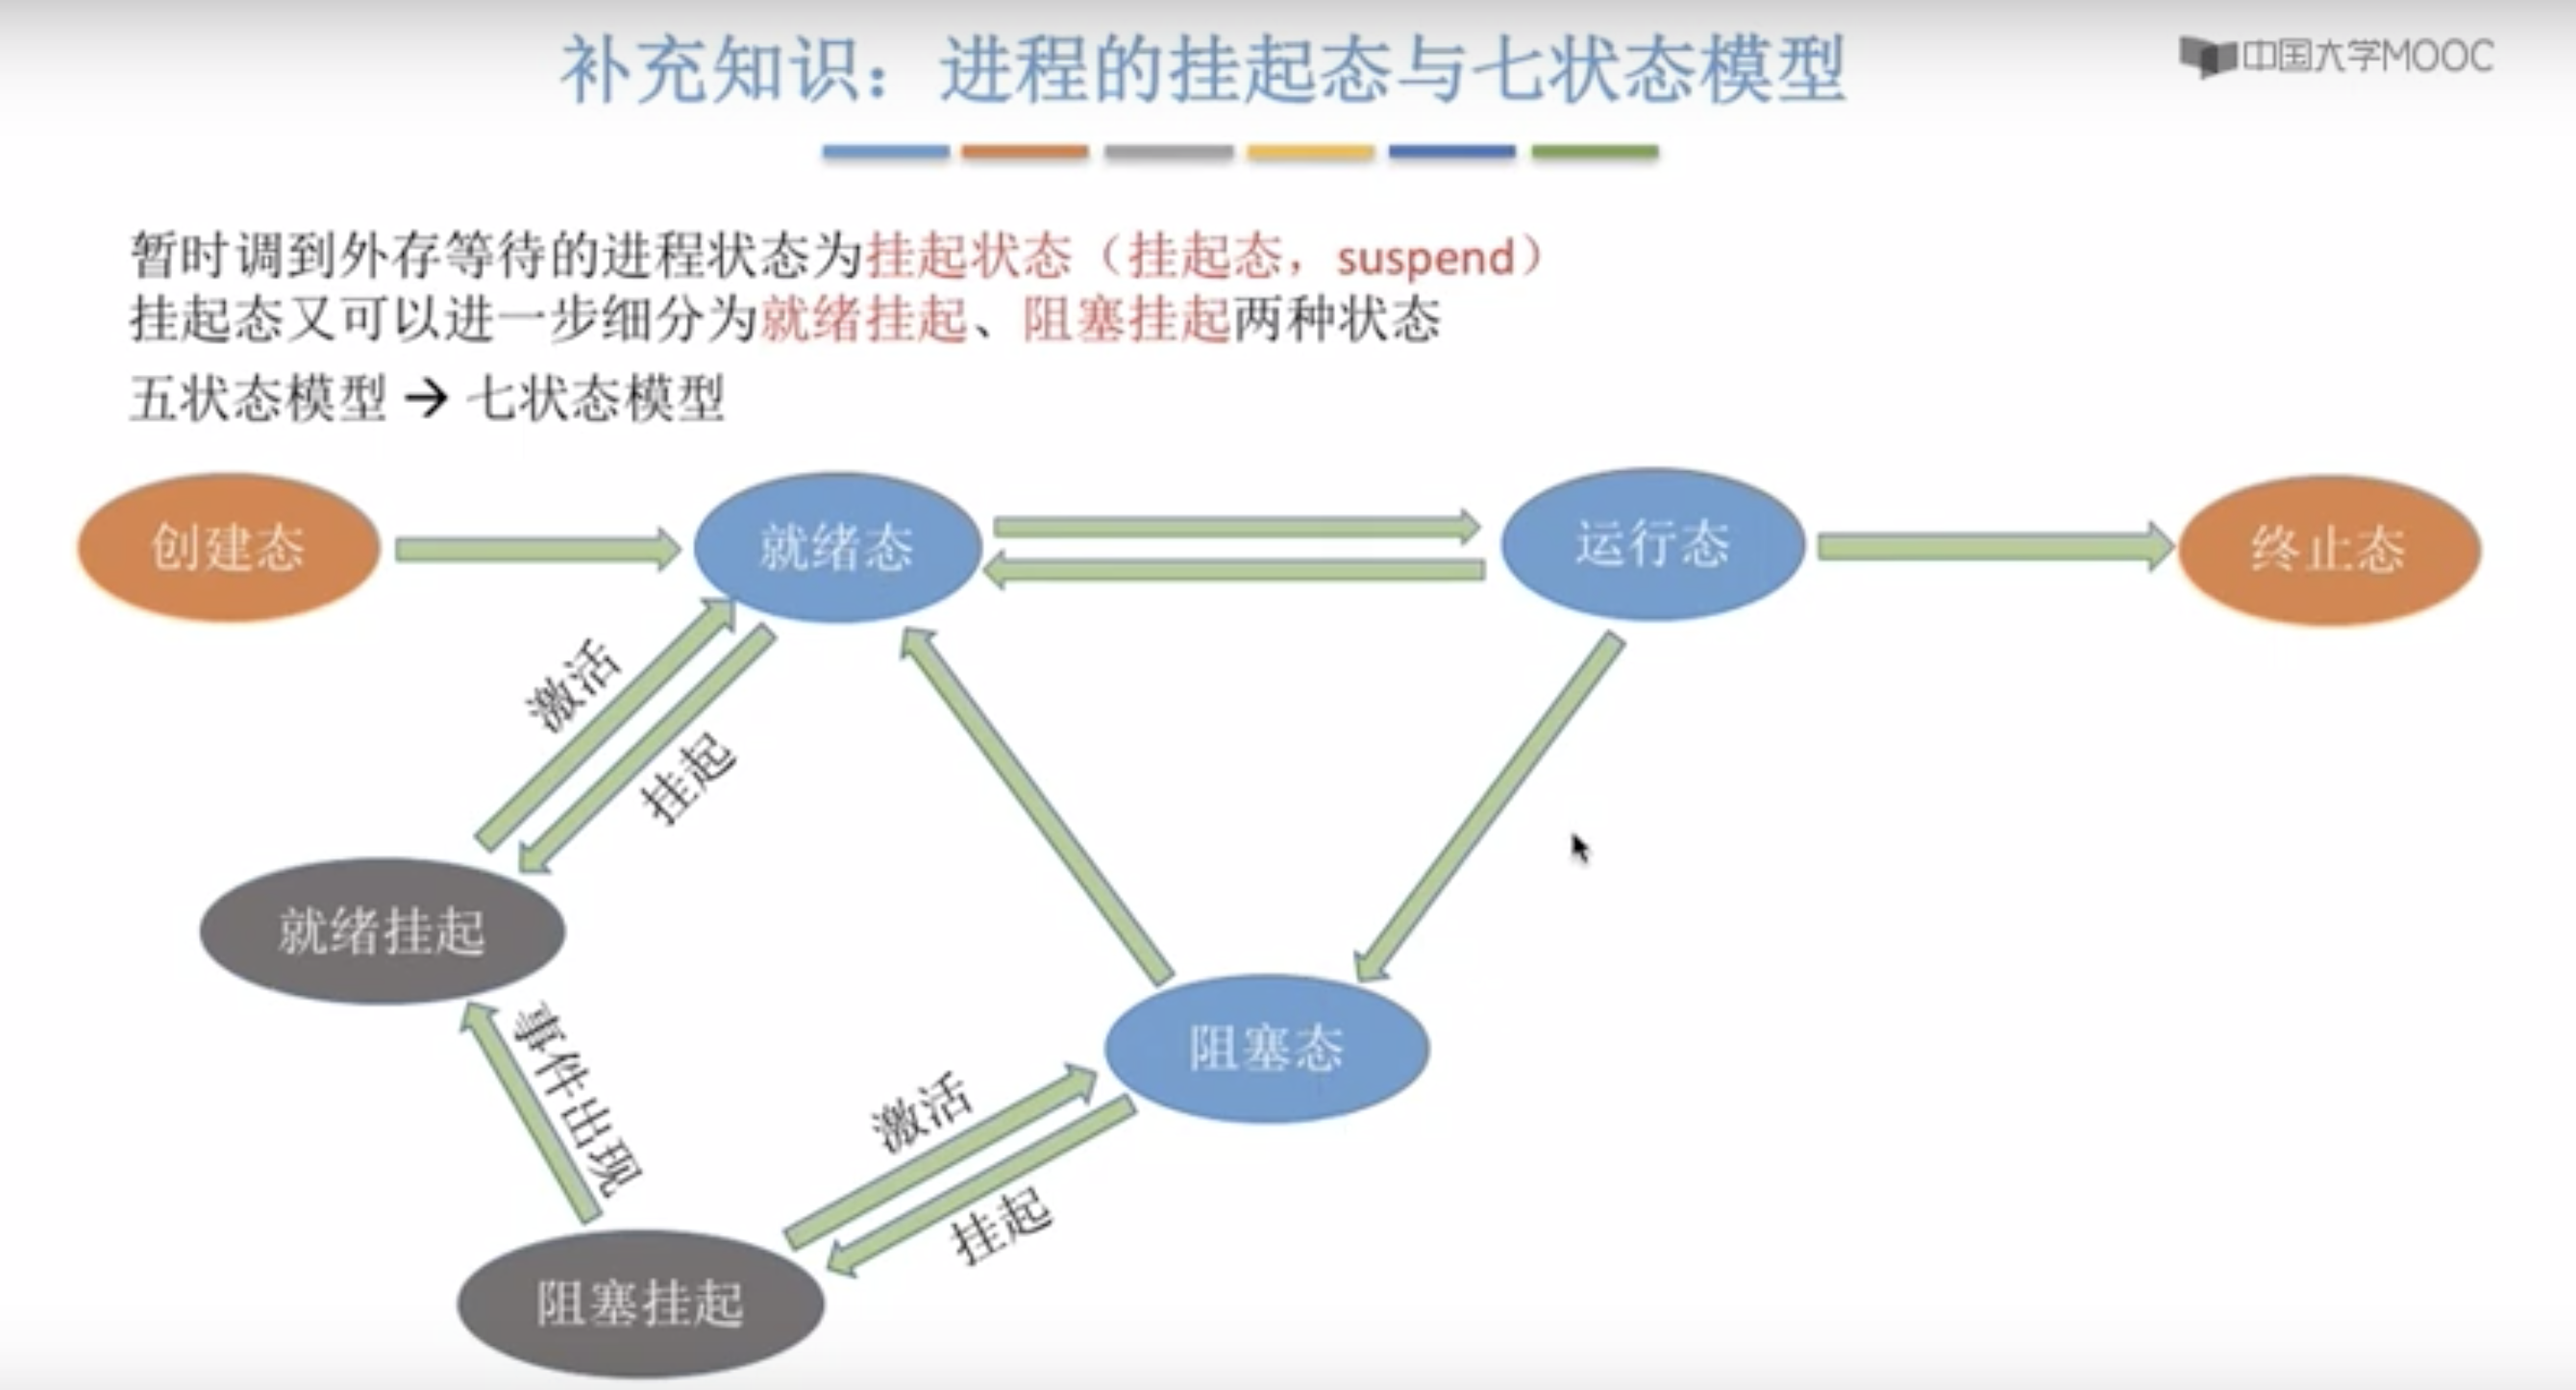 补充知识：进程的挂起态与七状态模型
中国大学MOOC
暂时调到外存等待的进程状态为挂起状态（挂起态，suspend）
挂起态又可以进一步细分为就绪挂起、阻塞挂起两种状态
五状态模型 → 七状态模型
创建态
就绪态
运行态
终止态
激活
挂起
就绪挂起
事件出现
阻塞态
激活
挂起
阻塞挂起